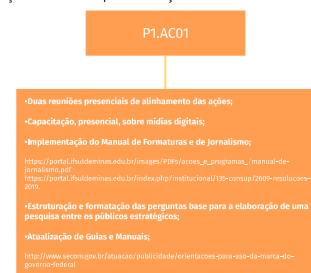 P1.AC01
•Duas reuniões presenciais de alinhamento das ações;
•Capacitação, presencial, sobre mídias digitais;
•Implementação do Manual de Formaturas e de Jornalismo;
https://portal.ifsuldeminas.edu.br/images/PDFs/acoes_e_programas_/manual-de-
jornalismo.pdf
https://portal.ifsuldeminas.edu.br/index.php/institucional/135-consup/2609-resolucoes-
2019.
•Estruturação e formatação das perguntas base para a elaboração de uma
pesquisa entre os públicos estratégicos;
•Atualização de Guias e Manuais;
http://www.secom.gov.br/atuacao/publicidade/orientacoes-para-uso-da-marca-do-
governo-federal